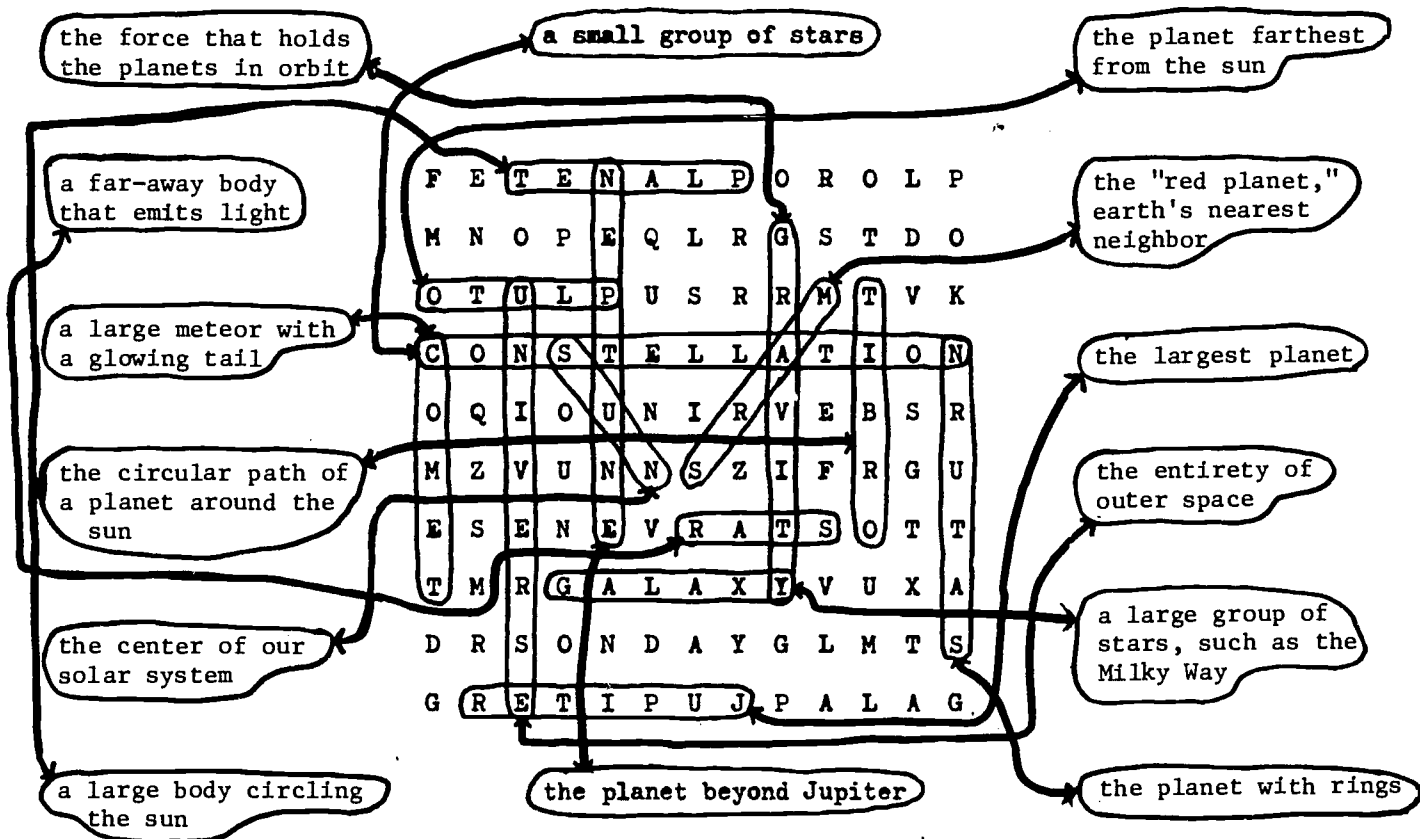 the force that holds
the planets in orbit
a small group of stars
the planet farthest
from the sun
a far-away body
that emits light
the "red planet,"
earth's nearest
neighbor
a large meteor with
a glowing tail
the largest planet
the circular path of
a planet around the
sun
the entirety of
outer space
the center of our
solar system
a large group of
stars, such as the
Milky Way
a large body circling
the sun
the planet beyond Jupiter
the planet with rings
F E T E N A L P O R O L P
M N O P E Q L R G S T D O
O T U L P U S R R M T V K
C O N S T E L L A T I O N
O Q I O U N I R V E B S R
M Z V U N N S Z I F R G U
E S E N E V R A T S O T T
T M R G A L A X Y V U X A
D R S O N D A Y G L M T S
G R E T I P U J P A L A G